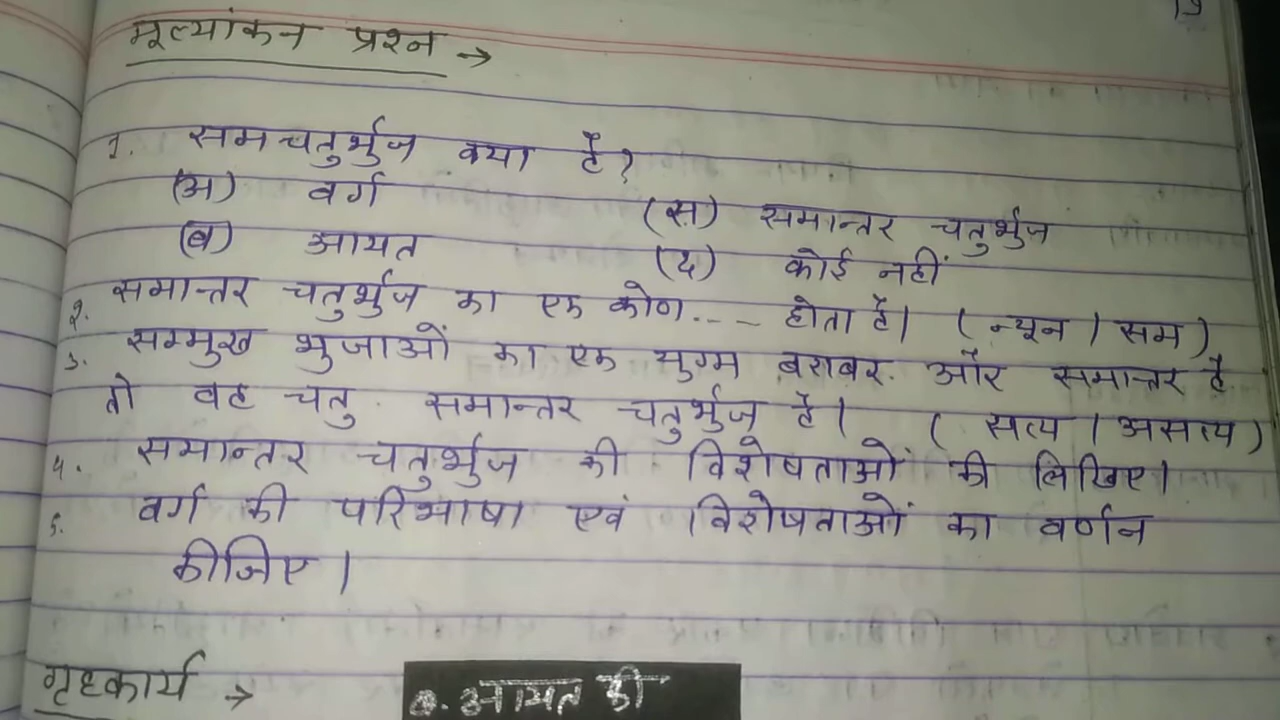 मूल्यांकन प्रश्न →
1. समचतुर्भुज क्या है?
(अ) वर्ग (स) समान्तर चतुर्भुज
(ब) आयत (द) कोई नहीं
2. समान्तर चतुर्भुज का एक कोण ---- होता है। (न्यून / सम)
3. सम्मुख भुजाओं का एक युग्म बराबर और समान्तर है
तो वह चतु. समान्तर चतुर्भुज है। ( सत्य / असत्य)
4. समान्तर चतुर्भुज की विशेषताओं की लिखिए।
5. वर्ग की परिभाषा एवं विशेषताओं का वर्णन
कीजिए।
गृहकार्य →
आयत की